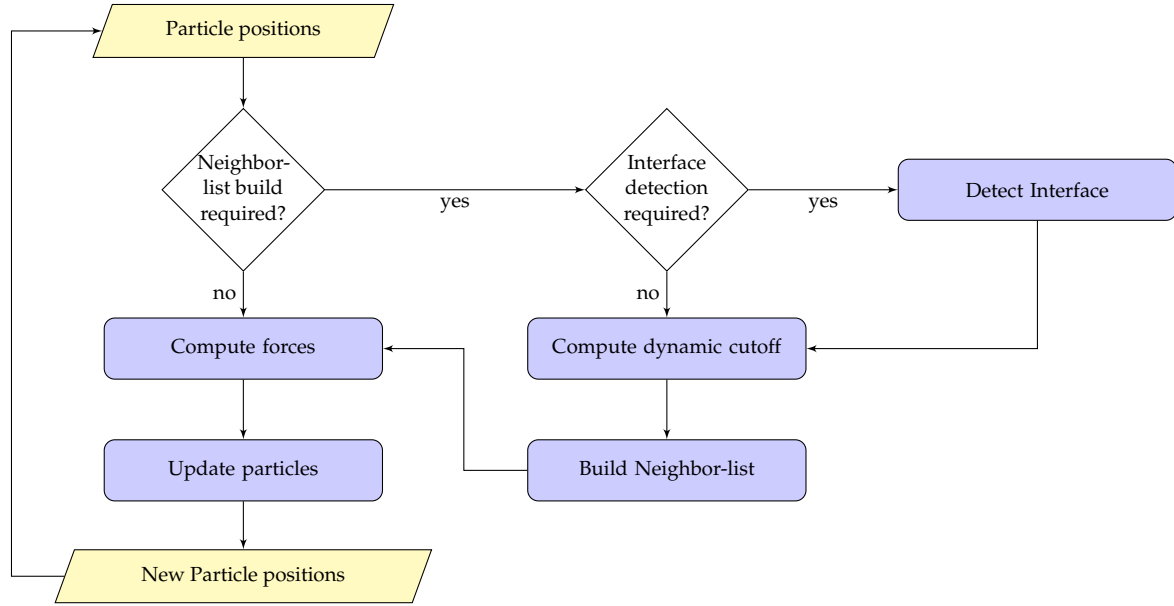 Particle positions
Neighbor-
list build
required?
yes
Interface
detection
required?
yes
Detect Interface
no
no
Compute forces
Compute dynamic cutoff
Update particles
Build Neighbor-list
New Particle positions